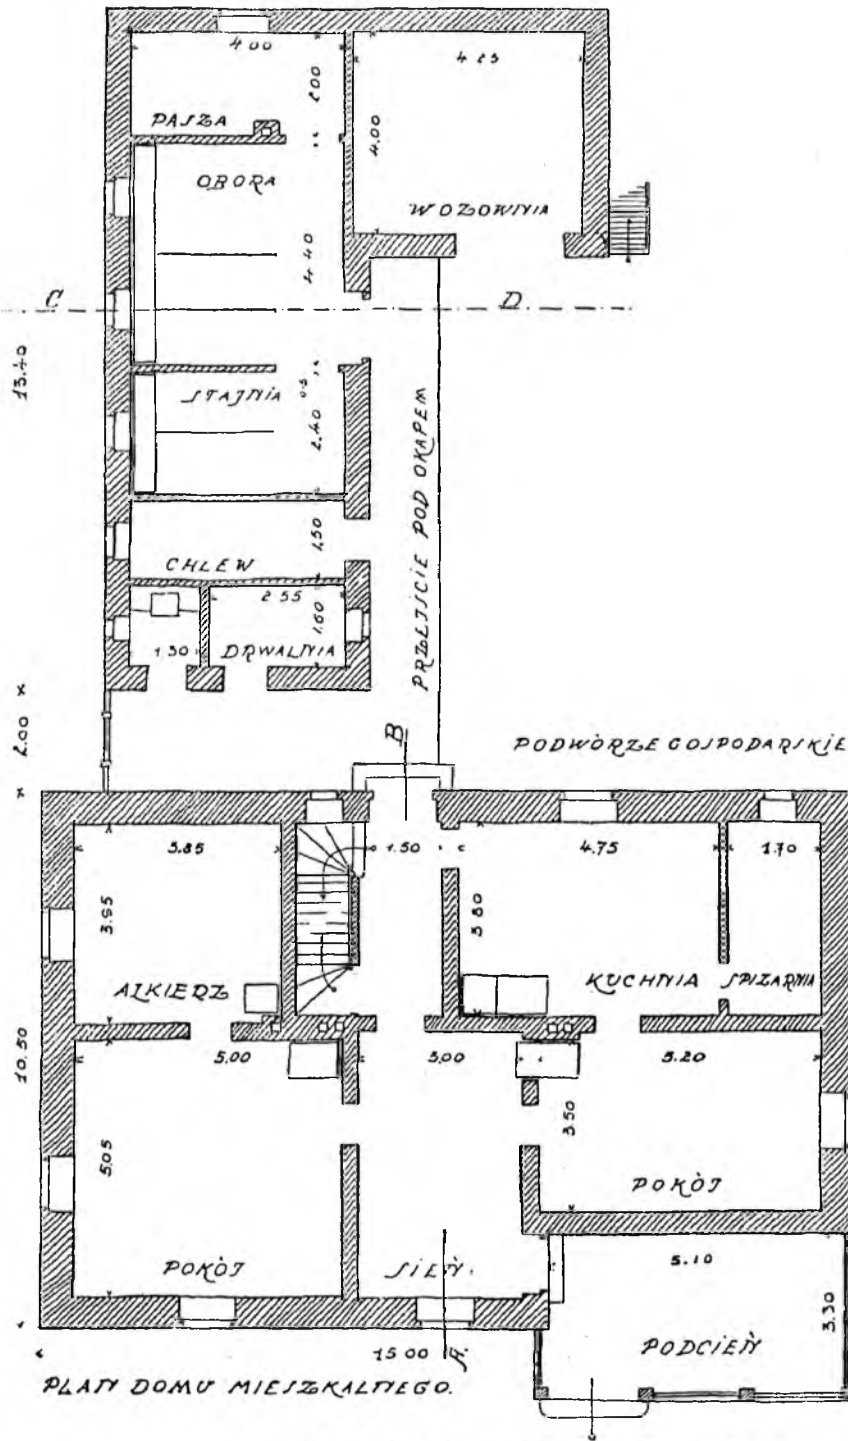 4.00
4 25
2.00
PASZA
4.00
OBORA
WOZOWNIA
4.40
C
D
13.40
STAJNIA
0.5
2.40
PRZEJŚCIE POD OKAPEM
1,50
CHLEW
2 55
1.60
1.30
DRWALNIA
2.00
B
PODWÓRZE GOSPODARSKIE
3.85
1.50
4.75
1.70
3.95
3 80
ALKIERZ
KUCHNIA
SPIŻARNIA
10.50
5.00
3,00
5.20
5.05
3.50
POKÓJ
POKÓJ
SIEŃ.
5.10
3.30
PODCIEŃ
15 00
A.
PLAN DOMU MIESZKALNEGO.